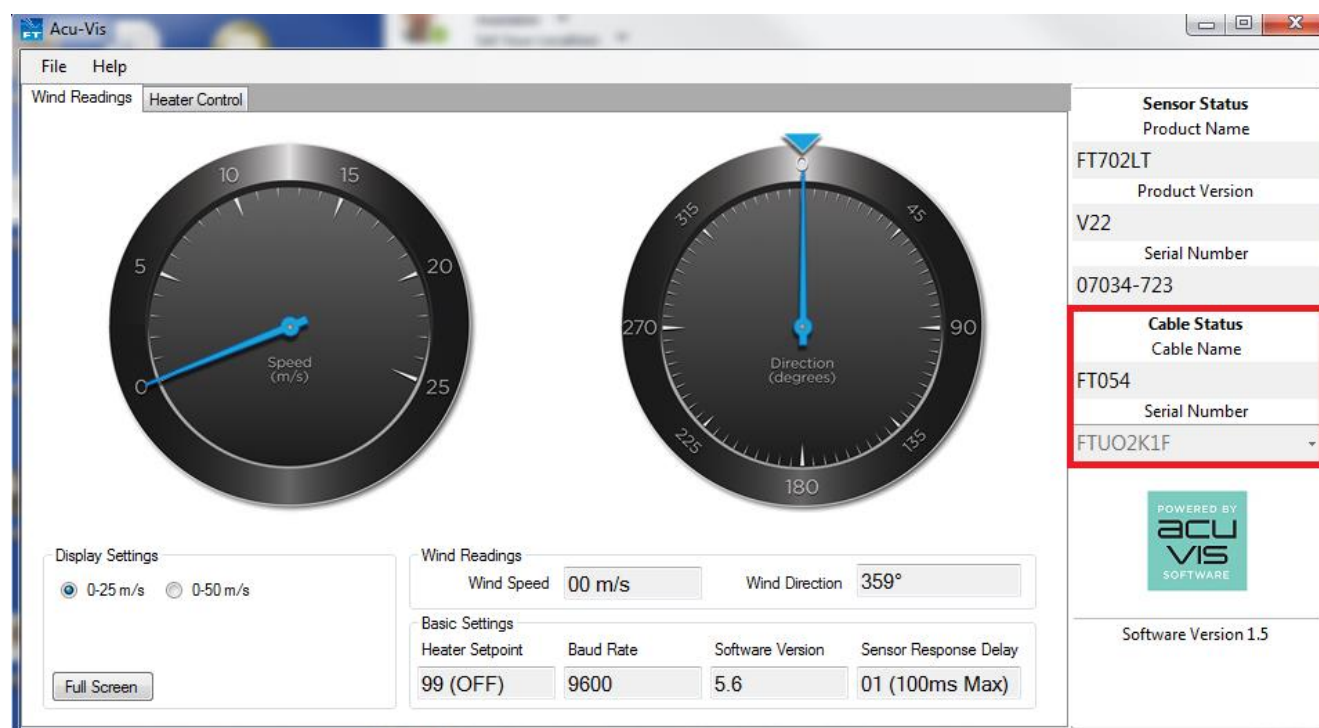 FT Acu-Vis
File Help
Wind Readings Heater Control
0
5
10
15
20
25
Speed
(m/s)
45
90
135
180
225
270
315
Direction
(degrees)
Display Settings
0-25 m/s 0-50 m/s
Full Screen
Wind Readings
Wind Speed 00 m/s Wind Direction 359°
Basic Settings
Heater Setpoint Baud Rate Software Version Sensor Response Delay
99 (OFF) 9600 5.6 01 (100ms Max)
Sensor Status
Product Name
FT702LT
Product Version
V22
Serial Number
07034-723
Cable Status
Cable Name
FT054
Serial Number
FTUO2K1F
POWERED BY
acu
VIS
SOFTWARE
Software Version 1.5